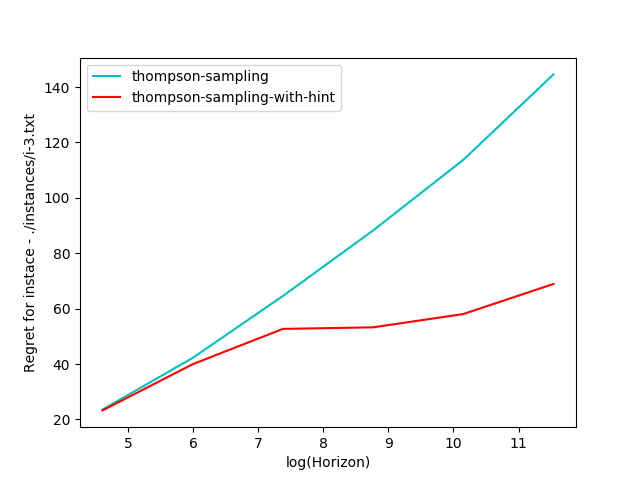 thompson-sampling
thompson-sampling-with-hint
140
120
100
80
60
40
20
Regret for instace - ./instances/i-3.txt
5 6 7 8 9 10 11
log(Horizon)